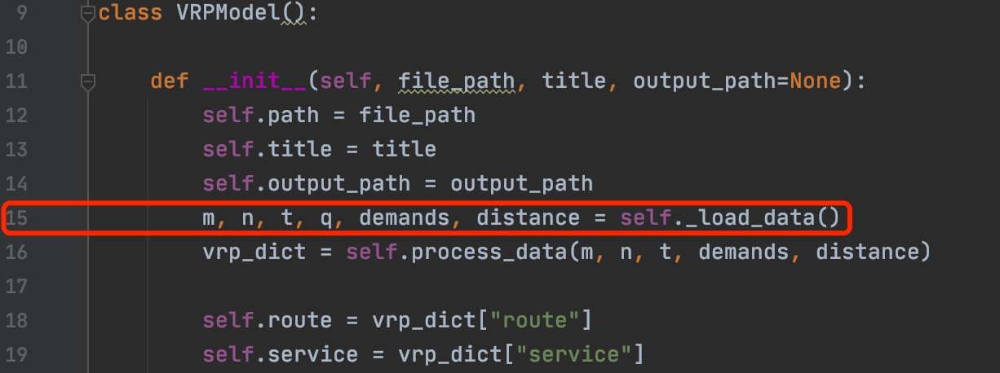 9 class VRPModel():
10
11 def __init__(self, file_path, title, output_path=None):
12 self.path = file_path
13 self.title = title
14 self.output_path = output_path
15 m, n, t, q, demands, distance = self._load_data()
16 vrp_dict = self.process_data(m, n, t, demands, distance)
17
18 self.route = vrp_dict["route"]
19 self.service = vrp_dict["service"]